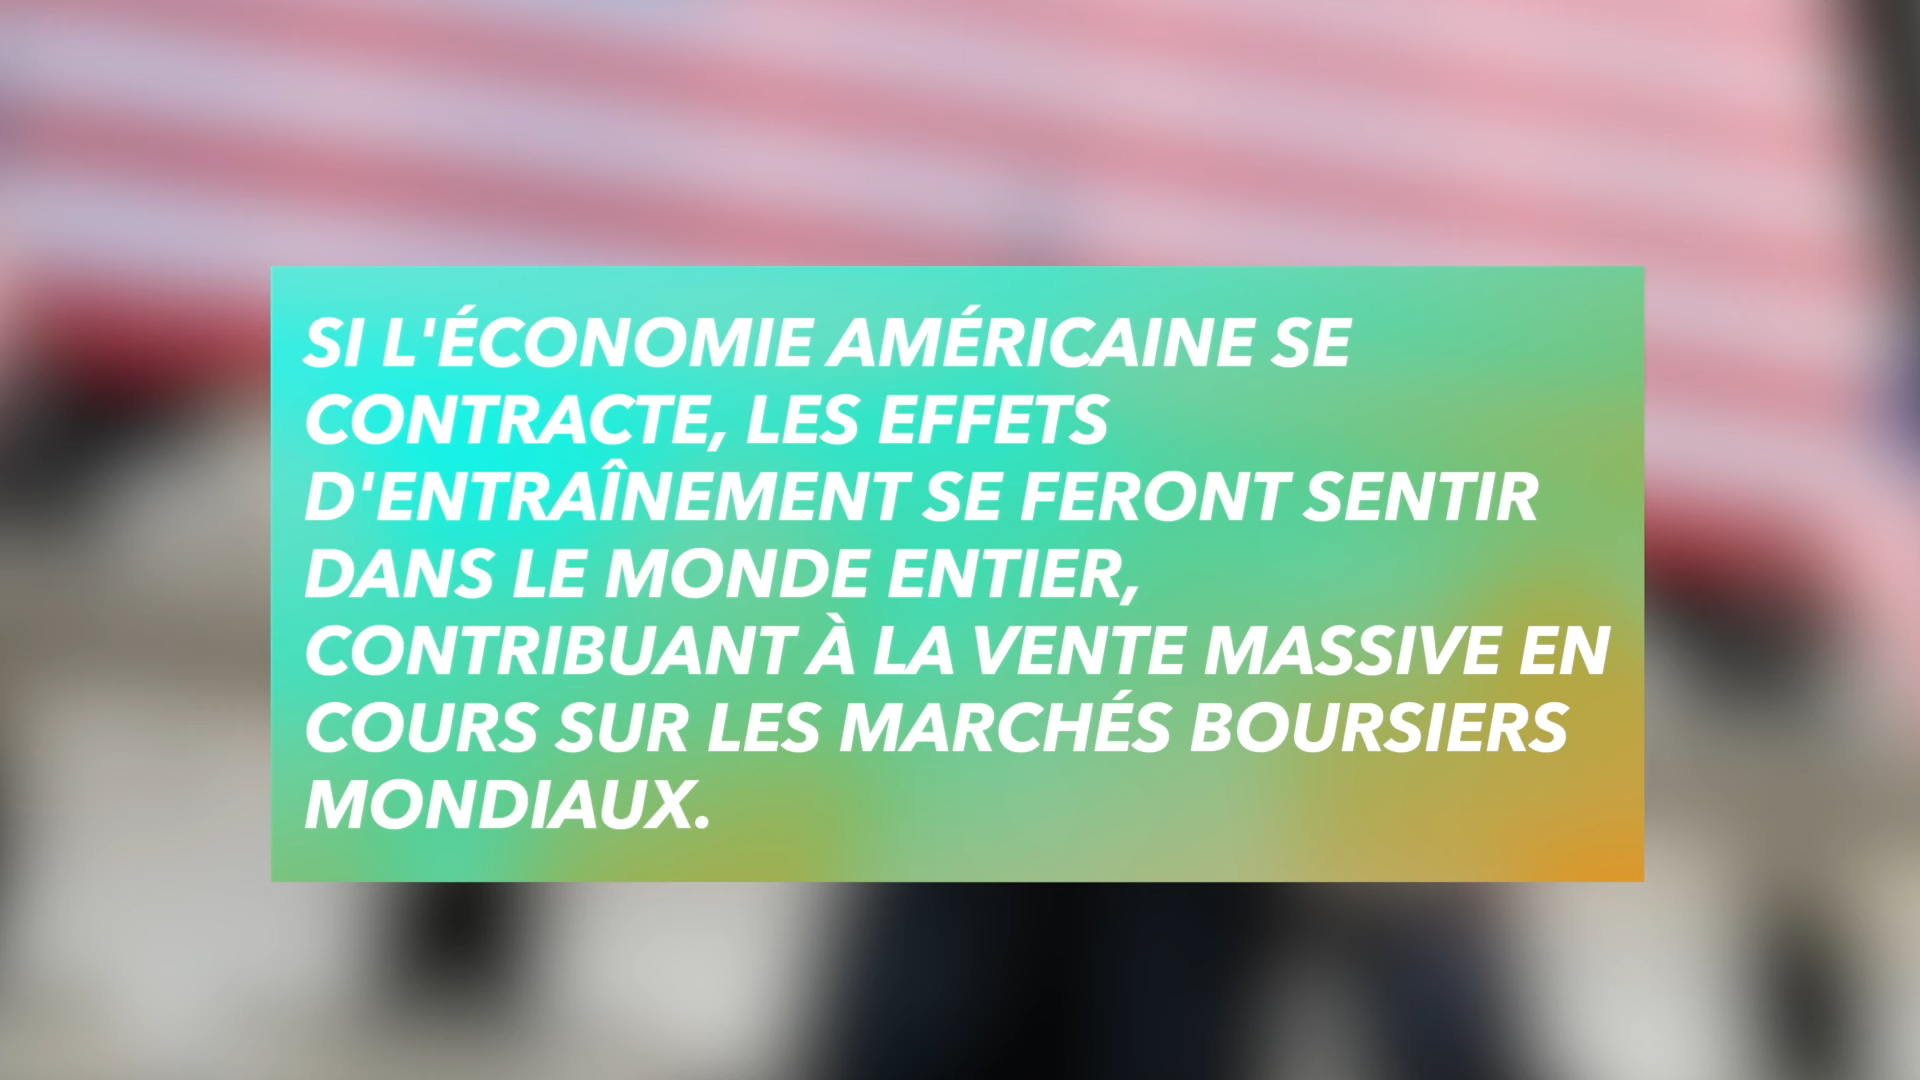 SI L'ÉCONOMIE AMÉRICAINE SE
CONTRACTE, LES EFFETS
D'ENTRAÎNEMENT SE FERONT SENTIR
DANS LE MONDE ENTIER,
CONTRIBUANT À LA VENTE MASSIVE EN
COURS SUR LES MARCHÉS BOURSIERS
MONDIAUX.